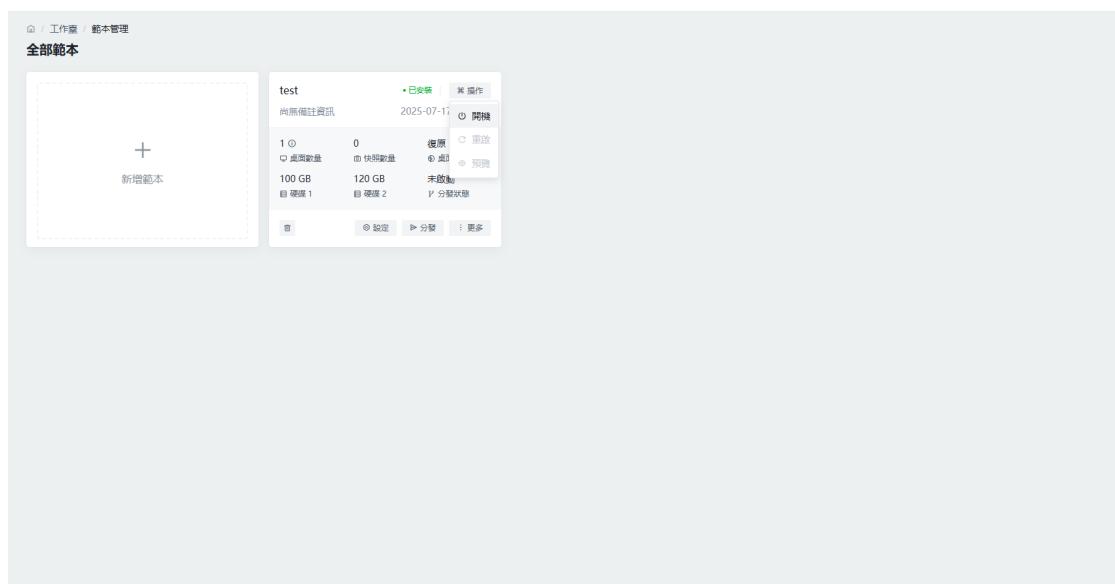 工作臺 / 範本管理
全部範本
新增範本
test
已安裝
操作
尚無備註資訊
2025-07-17
開機
重啟
預覽
1
0
復原
桌面數量
快照數量
100 GB
120 GB
未啟動
硬碟 1
硬碟 2
分發狀態
設定
分發
更多